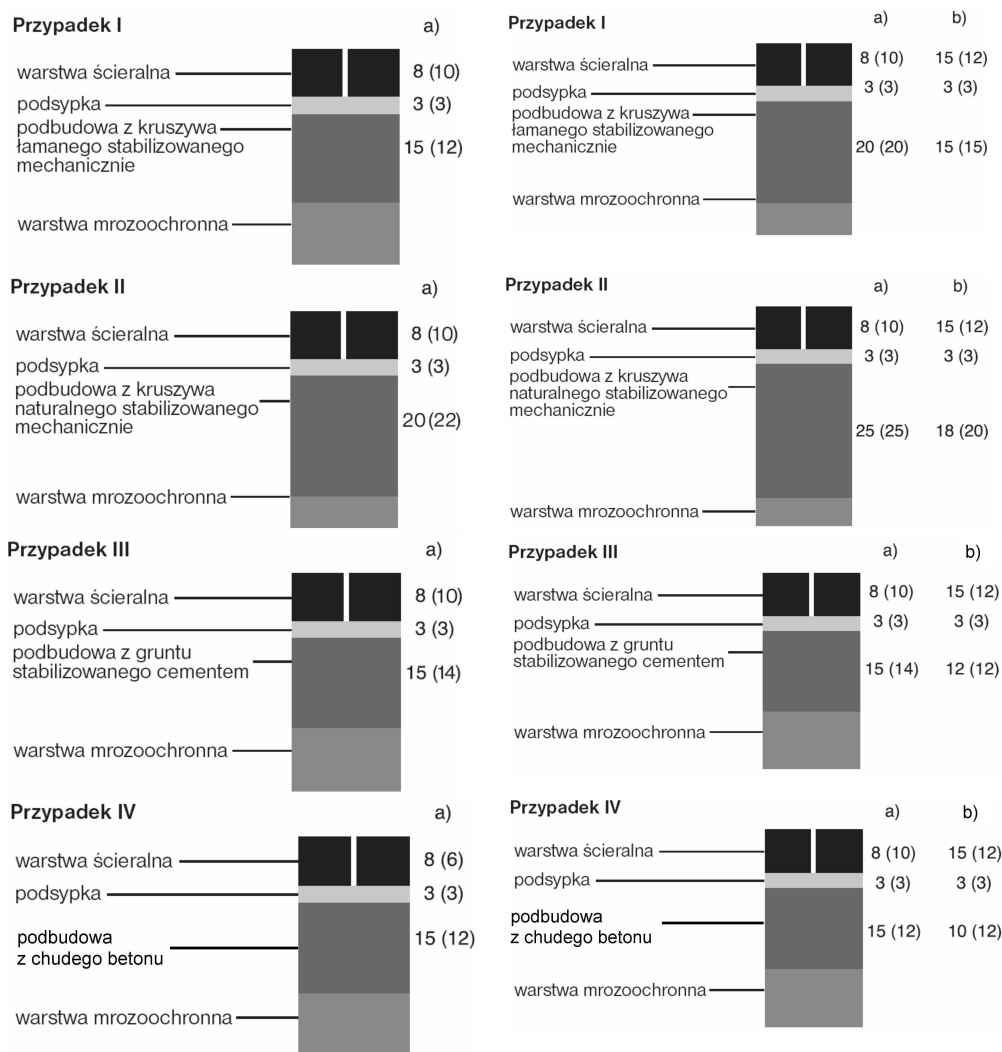 Przypadek I
a)
warstwa ścieralna
8 (10)
podsypka
3 (3)
podbudowa z kruszywa
łamanego stabilizowanego
mechanicznie
15 (12)
warstwa mrozoochronna
Przypadek II
a)
warstwa ścieralna
8 (10)
podsypka
3 (3)
podbudowa z kruszywa
naturalnego stabilizowanego
mechanicznie
20 (22)
warstwa mrozoochronna
Przypadek III
a)
warstwa ścieralna
8 (10)
podsypka
3 (3)
podbudowa z gruntu
stabilizowanego cementem
15 (14)
warstwa mrozoochronna
Przypadek IV
a)
warstwa ścieralna
8 (6)
podsypka
3 (3)
podbudowa
z chudego betonu
15 (12)
warstwa mrozoochronna
Przypadek I
a) b)
warstwa ścieralna
8 (10) 15 (12)
podsypka
3 (3) 3 (3)
podbudowa z kruszywa
łamanego stabilizowanego
mechanicznie
20 (20) 15 (15)
warstwa mrozoochronna
Przypadek II
a) b)
warstwa ścieralna
8 (10) 15 (12)
podsypka
3 (3) 3 (3)
podbudowa z kruszywa
naturalnego stabilizowanego
mechanicznie
25 (25) 18 (20)
warstwa mrozoochronna
Przypadek III
a) b)
warstwa ścieralna
8 (10) 15 (12)
podsypka
3 (3) 3 (3)
podbudowa z gruntu
stabilizowanego cementem
15 (14) 12 (12)
warstwa mrozoochronna
Przypadek IV
a) b)
warstwa ścieralna
8 (10) 15 (12)
podsypka
3 (3) 3 (3)
podbudowa
z chudego betonu
15 (12) 10 (12)
warstwa mrozoochronna